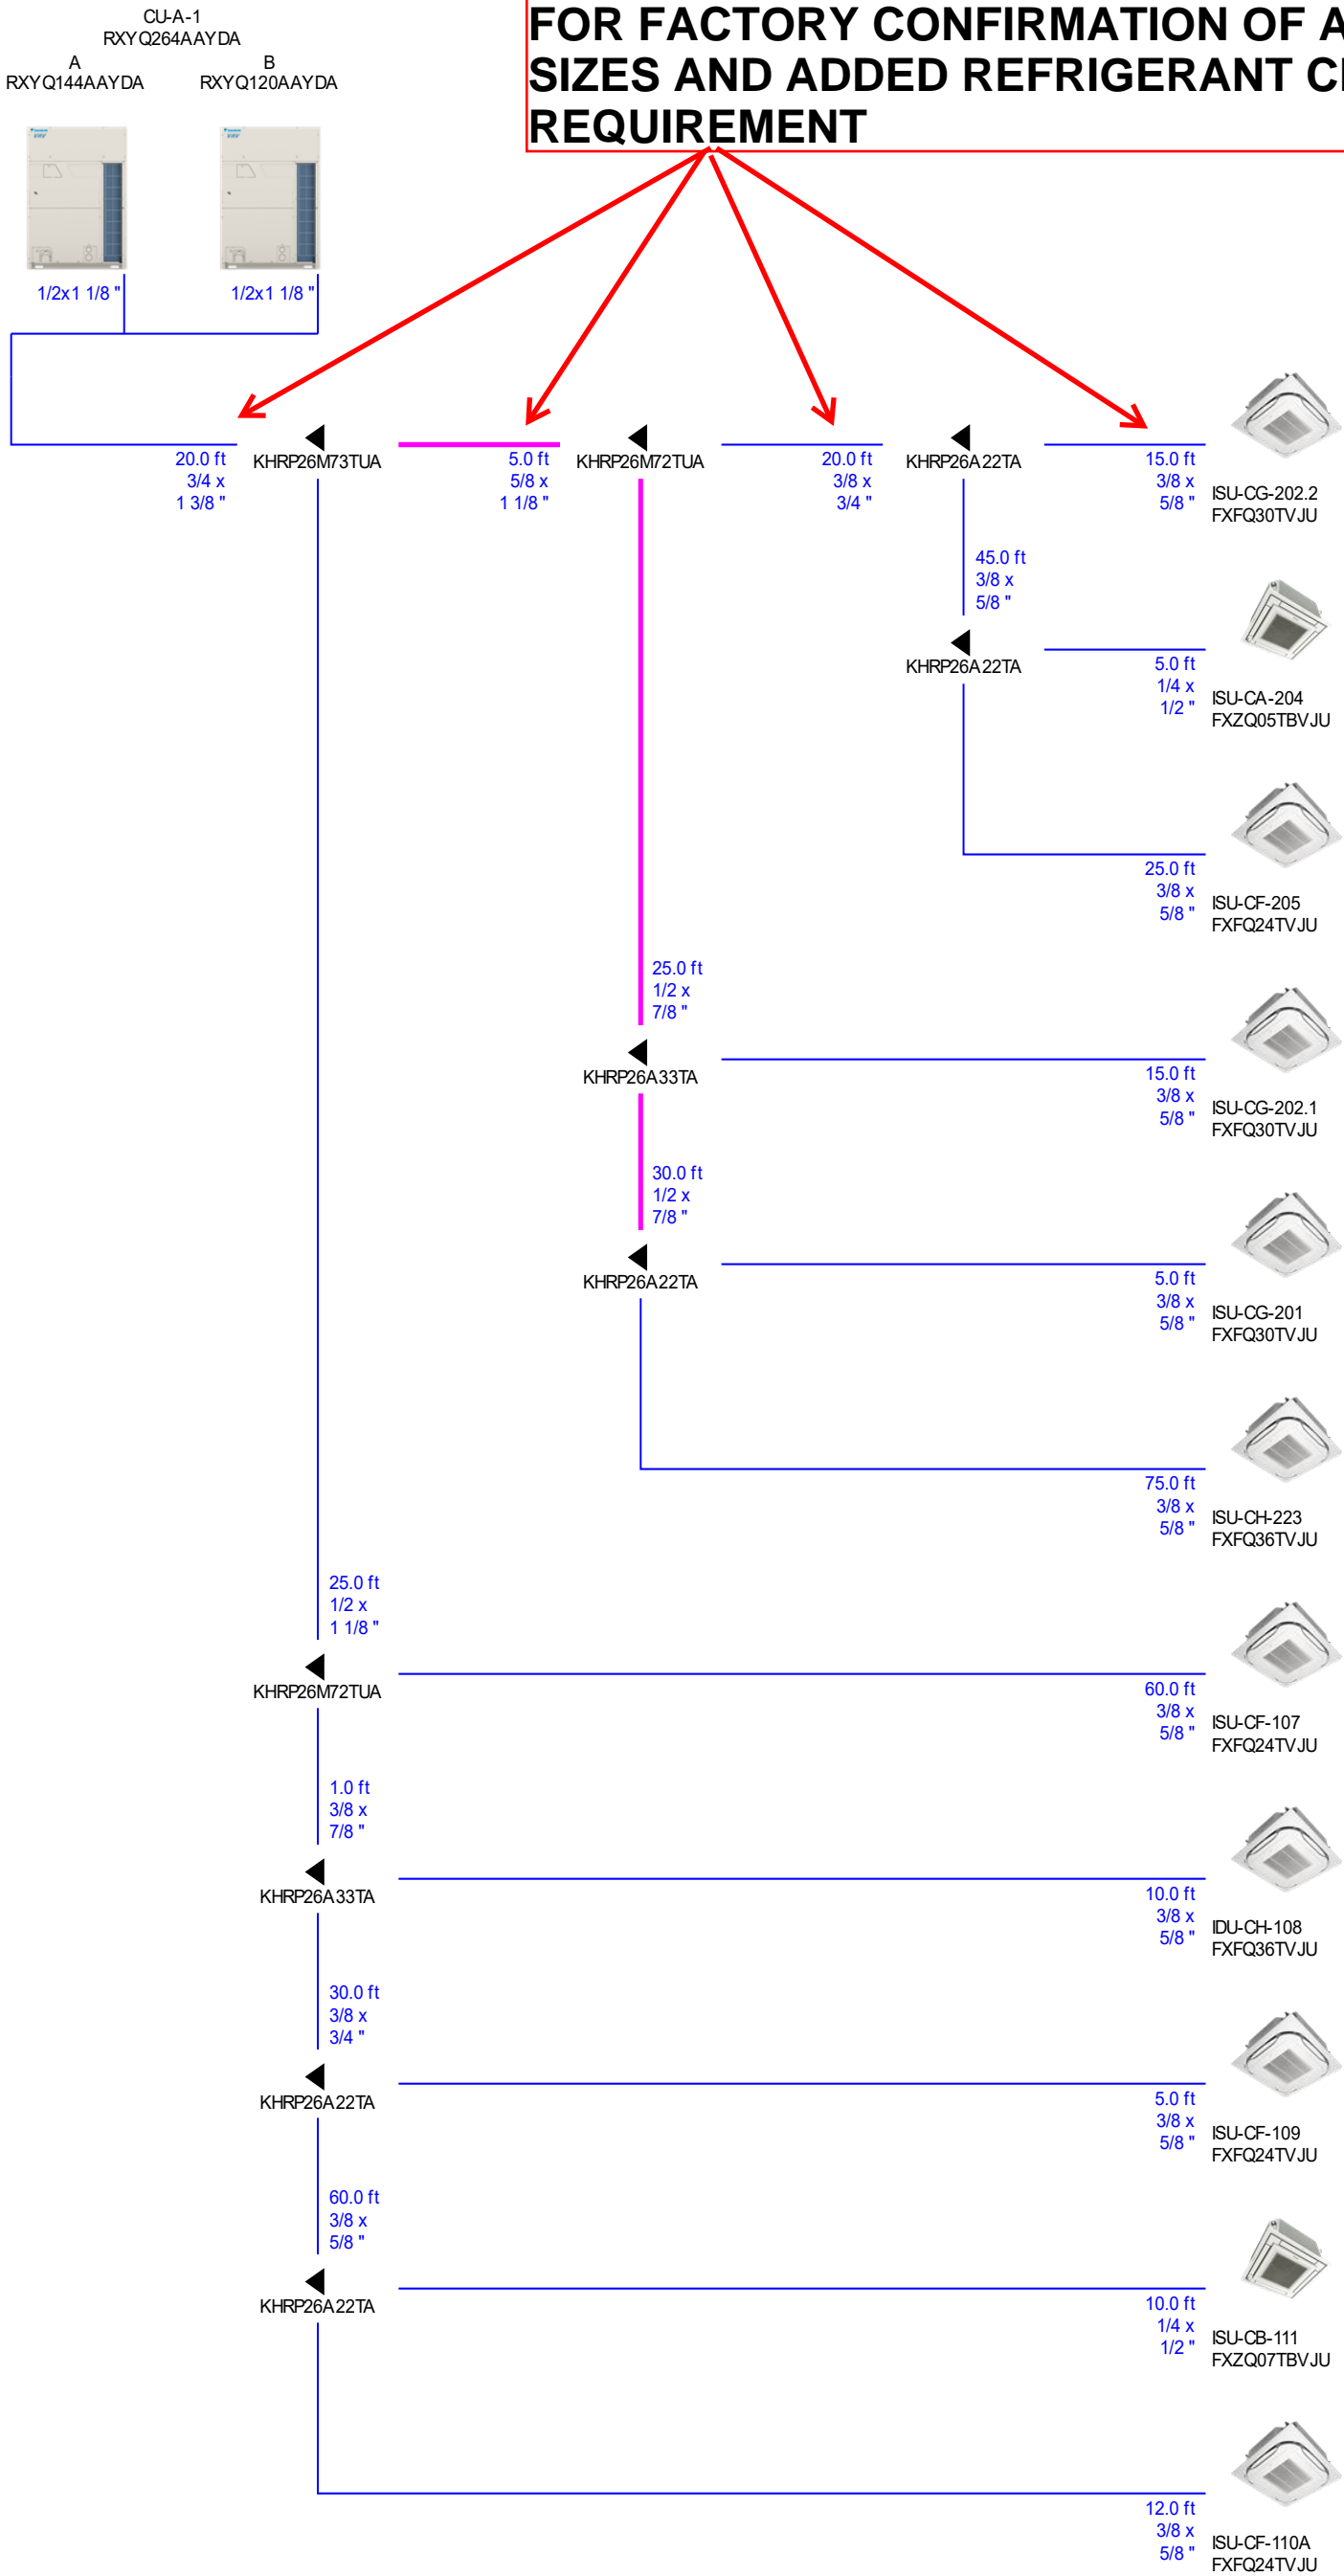 CU-A-1
RXYQ264AAYDA
A
RXYQ144AAYDA
B
RXYQ120AAYDA
FOR FACTORY CONFIRMATION OF A
SIZES AND ADDED REFRIGERANT C
REQUIREMENT
1/2x1 1/8 "
1/2x1 1/8 "
20.0 ft
3/4 x
1 3/8 "
KHRP26M73TUA
5.0 ft
5/8 x
1 1/8 "
KHRP26M72TUA
20.0 ft
3/8 x
3/4 "
KHRP26A22TA
15.0 ft
3/8 x
5/8 "
ISU-CG-202.2
FXFQ30TVJU
45.0 ft
3/8 x
5/8 "
KHRP26A22TA
5.0 ft
1/4 x
1/2 "
ISU-CA-204
FXZQ05TBVJU
25.0 ft
3/8 x
5/8 "
ISU-CF-205
FXFQ24TVJU
25.0 ft
1/2 x
7/8 "
KHRP26A33TA
15.0 ft
3/8 x
5/8 "
ISU-CG-202.1
FXFQ30TVJU
30.0 ft
1/2 x
7/8 "
KHRP26A22TA
5.0 ft
3/8 x
5/8 "
ISU-CG-201
FXFQ30TVJU
75.0 ft
3/8 x
5/8 "
ISU-CH-223
FXFQ36TVJU
25.0 ft
1/2 x
1 1/8 "
KHRP26M72TUA
60.0 ft
3/8 x
5/8 "
ISU-CF-107
FXFQ24TVJU
1.0 ft
3/8 x
7/8 "
KHRP26A33TA
10.0 ft
3/8 x
5/8 "
IDU-CH-108
FXFQ36TVJU
30.0 ft
3/8 x
3/4 "
KHRP26A22TA
5.0 ft
3/8 x
5/8 "
ISU-CF-109
FXFQ24TVJU
60.0 ft
3/8 x
5/8 "
KHRP26A22TA
10.0 ft
1/4 x
1/2 "
ISU-CB-111
FXZQ07TBVJU
12.0 ft
3/8 x
5/8 "
ISU-CF-110A
FXFQ24TVJU